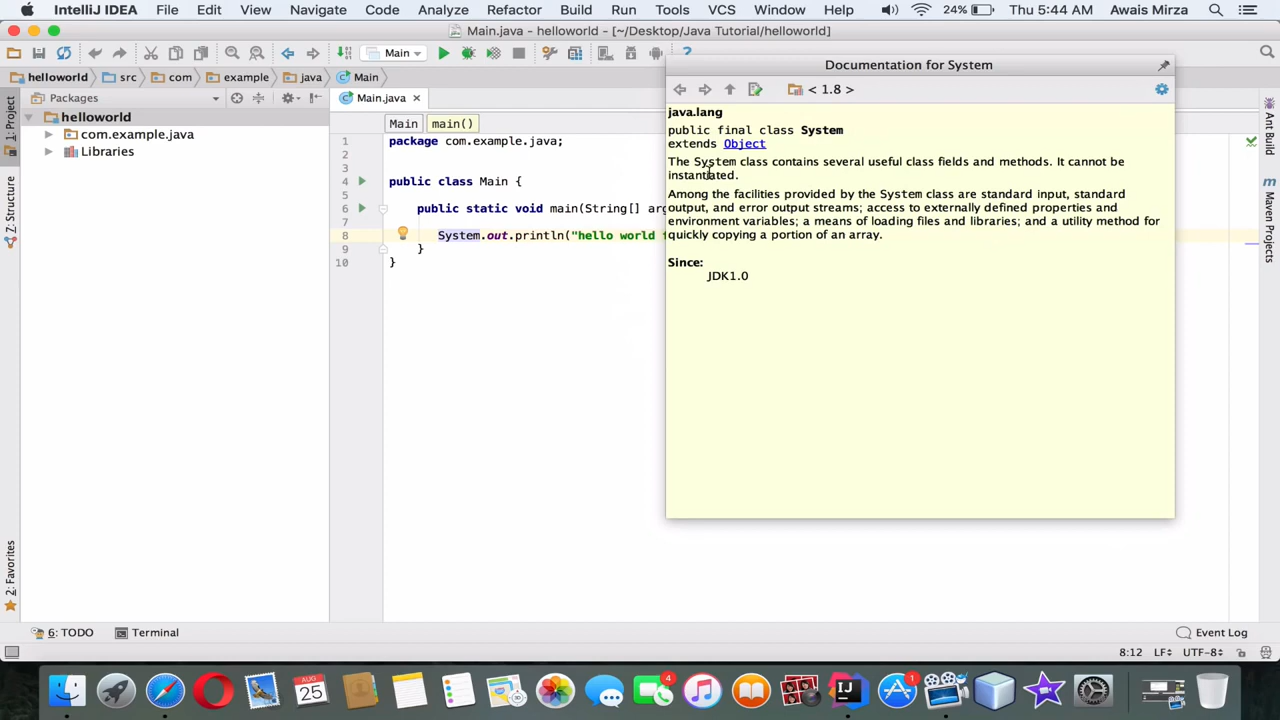 IntelliJ IDEA File Edit View Navigate Code Analyze Refactor Build Run Tools VCS Window Help 24% Thu 5:44 AM Awais Mirza
Main.java - helloworld - [~/Desktop/Java Tutorial/helloworld]
Main
helloworld src com example java Main
Packages
Main.java
Documentation for System
< 1.8 >
1: Project
Z: Structure
2: Favorites
helloworld
com.example.java
Libraries
Main main()
1 package com.example.java;
2
3
4 public class Main {
5
6 public static void main(String[]
8 System.out.println("hello world
9 }
10 }
java.lang
public final class System
extends Object
The System class contains several useful class fields and methods. It cannot be
instantiated.
Among the facilities provided by the System class are standard input, standard
output, and error output streams; access to externally defined properties and
environment variables; a means of loading files and libraries; and a utility method for
quickly copying a portion of an array.
Since:
JDK1.0
Ant Build
Maven Projects
6: TODO Terminal Event Log
8:12 LF UTF-8
AUG
25
4
1